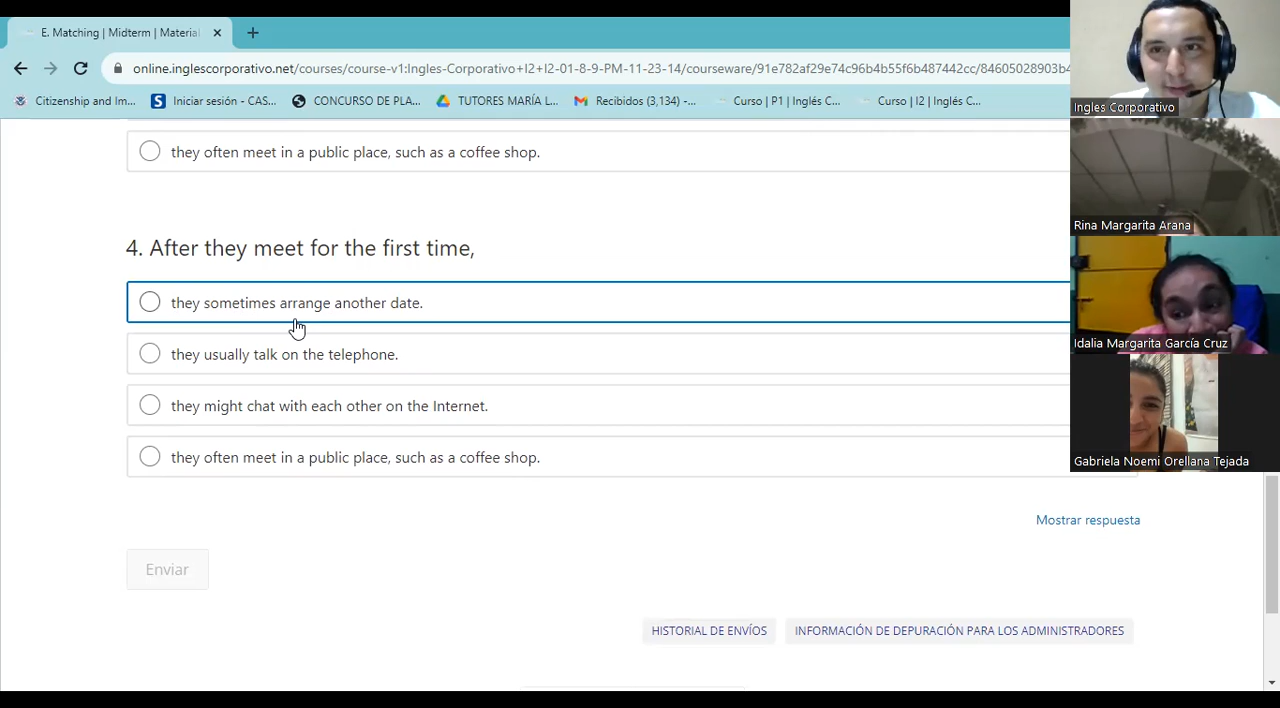 E. Matching | Midterm | Material
online.inglescorporativo.net/courses/course-v1:Ingles-Corporativo+I2+I2-01-8-9-PM-11-23-14/courseware/91e782af29e74c96b4b55f6b487442cc/84605028903b4
Citizenship and Im...
Iniciar sesión - CAS...
CONCURSO DE PLA...
TUTORES MARÍA L...
Recibidos (3,134) -...
Curso | P1 | Inglés C...
Curso | I2 | Inglés C...
Ingles Corporativo
they often meet in a public place, such as a coffee shop.
Rina Margarita Arana
4. After they meet for the first time,
they sometimes arrange another date.
Idalia Margarita García Cruz
they usually talk on the telephone.
they might chat with each other on the Internet.
they often meet in a public place, such as a coffee shop.
Gabriela Noemi Orellana Tejada
Mostrar respuesta
Enviar
HISTORIAL DE ENVÍOS
INFORMACIÓN DE DEPURACIÓN PARA LOS ADMINISTRADORES